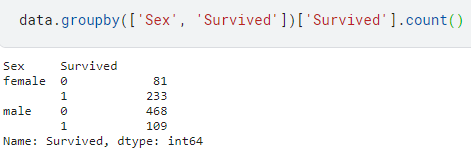 data.groupby(['Sex', 'Survived'])['Survived'].count()
Sex     Survived
female  0            81
        1           233
male    0           468
        1           109
Name: Survived, dtype: int64